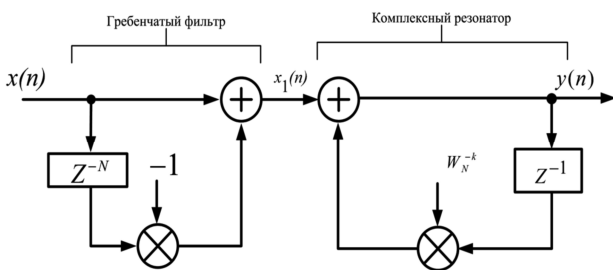 Гребенчатый фильтр
Комплексный резонатор
x(n)
x₁(n)
y(n)
+
+
Z⁻ᴺ
−1
W_N^{-k}
Z⁻¹